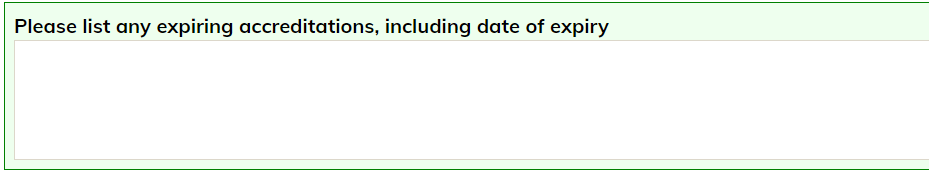 Please list any expiring accreditations, including date of expiry